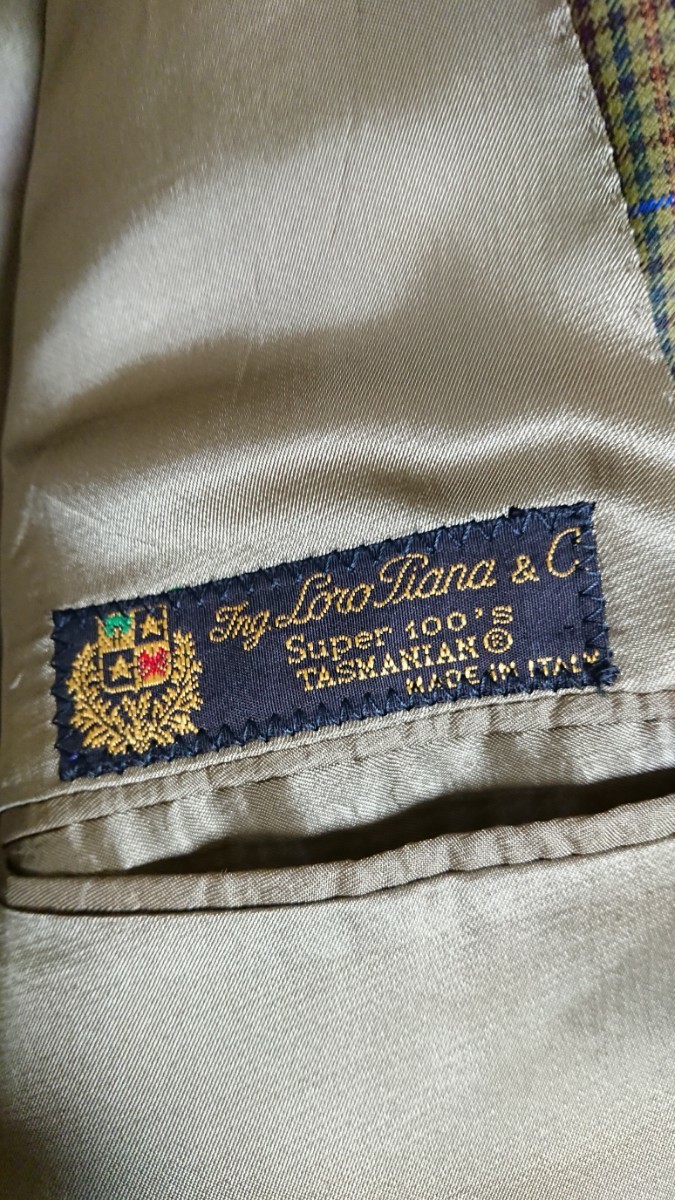 Ing Loro Piana & C
Super 100's
TASMANIAN®
MADE IN ITALY